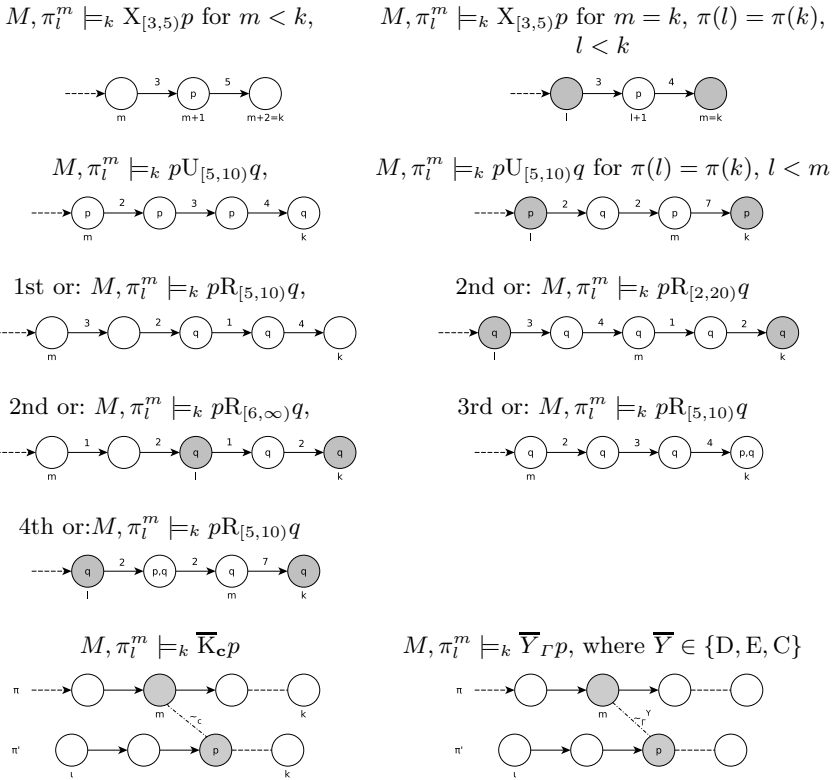 M, π_l^m ⊨_k X_[3,5)p for m < k,
M, π_l^m ⊨_k X_[3,5)p for m = k, π(l) = π(k),
l < k
3 5
p
m m+1 m+2=k
3 4
p
l l+1 m=k
M, π_l^m ⊨_k pU_[5,10)q,
M, π_l^m ⊨_k pU_[5,10)q for π(l) = π(k), l < m
2 3 4
p p p q
m k
2 2 7
p q p p
l m k
1st or: M, π_l^m ⊨_k pR_[5,10)q,
2nd or: M, π_l^m ⊨_k pR_[2,20)q
3 2 1 4
q q
m k
3 4 1 2
q q q q q
l m k
2nd or: M, π_l^m ⊨_k pR_[6,∞)q,
3rd or: M, π_l^m ⊨_k pR_[5,10)q
1 2 1 2
q q q
m l k
2 3 4
q q q p,q
m k
4th or:M, π_l^m ⊨_k pR_[5,10)q
2 2 7
q p,q q q
l m k
M, π_l^m ⊨_k K̅_c p
M, π_l^m ⊨_k Y̅_Γ p, where Y̅ ∈ {D, E, C}
π
m k
~_c
π'
p
ι k
π
m
~_Γ^Y
π'
p
ι